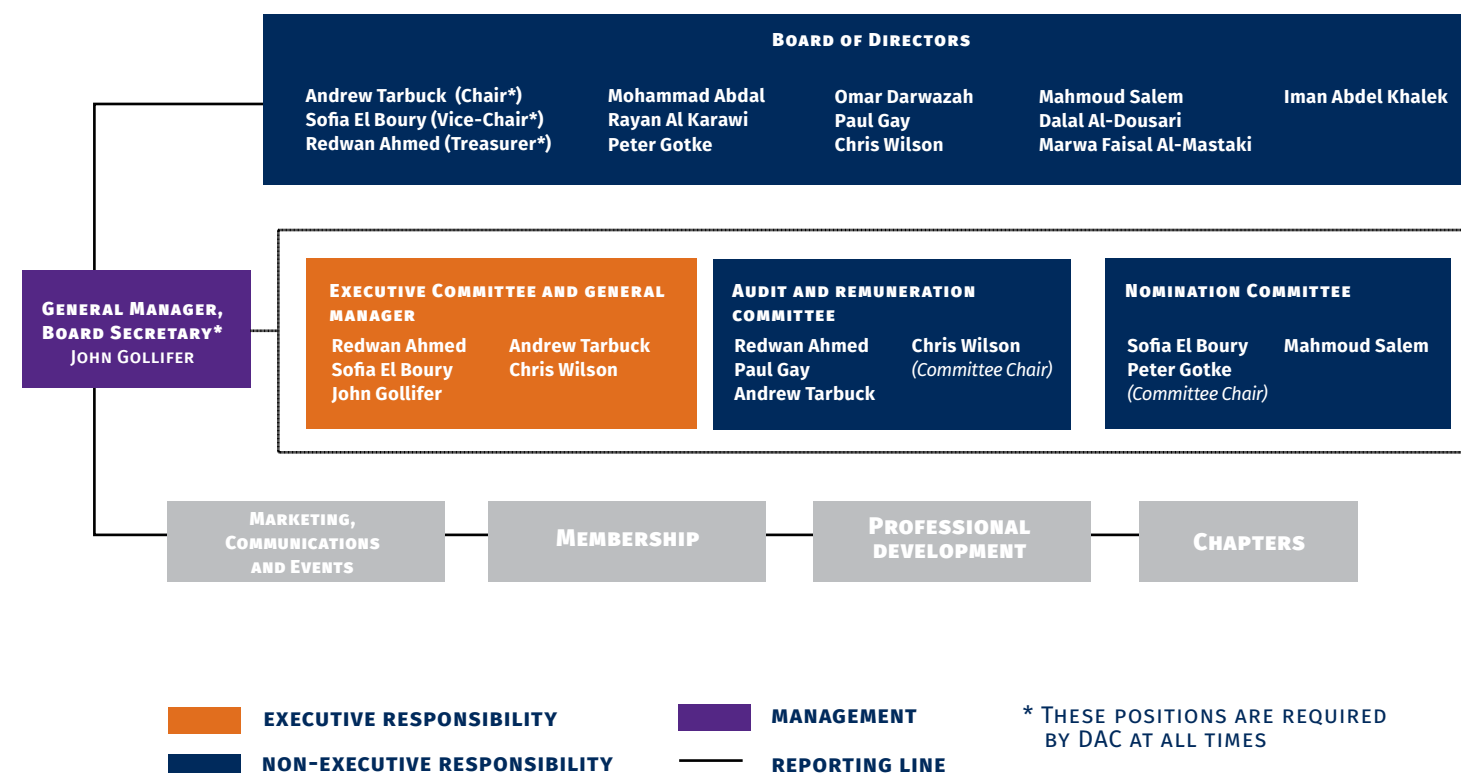 Board of Directors
Andrew Tarbuck (Chair*)
Sofia El Boury (Vice-Chair*)
Redwan Ahmed (Treasurer*)
Mohammad Abdal
Rayan Al Karawi
Peter Gotke
Omar Darwazah
Paul Gay
Chris Wilson
Mahmoud Salem
Dalal Al-Dousari
Marwa Faisal Al-Mastaki
Iman Abdel Khalek
General Manager,
Board Secretary*
John Gollifer
Executive Committee and general
manager
Redwan Ahmed
Sofia El Boury
John Gollifer
Andrew Tarbuck
Chris Wilson
Audit and remuneration
committee
Redwan Ahmed
Paul Gay
Andrew Tarbuck
Chris Wilson
(Committee Chair)
Nomination Committee
Sofia El Boury
Peter Gotke
(Committee Chair)
Mahmoud Salem
Marketing,
Communications
and Events
Membership
Professional
development
Chapters
executive responsibility
non-executive responsibility
management
reporting line
* These positions are required
by DAC at all times